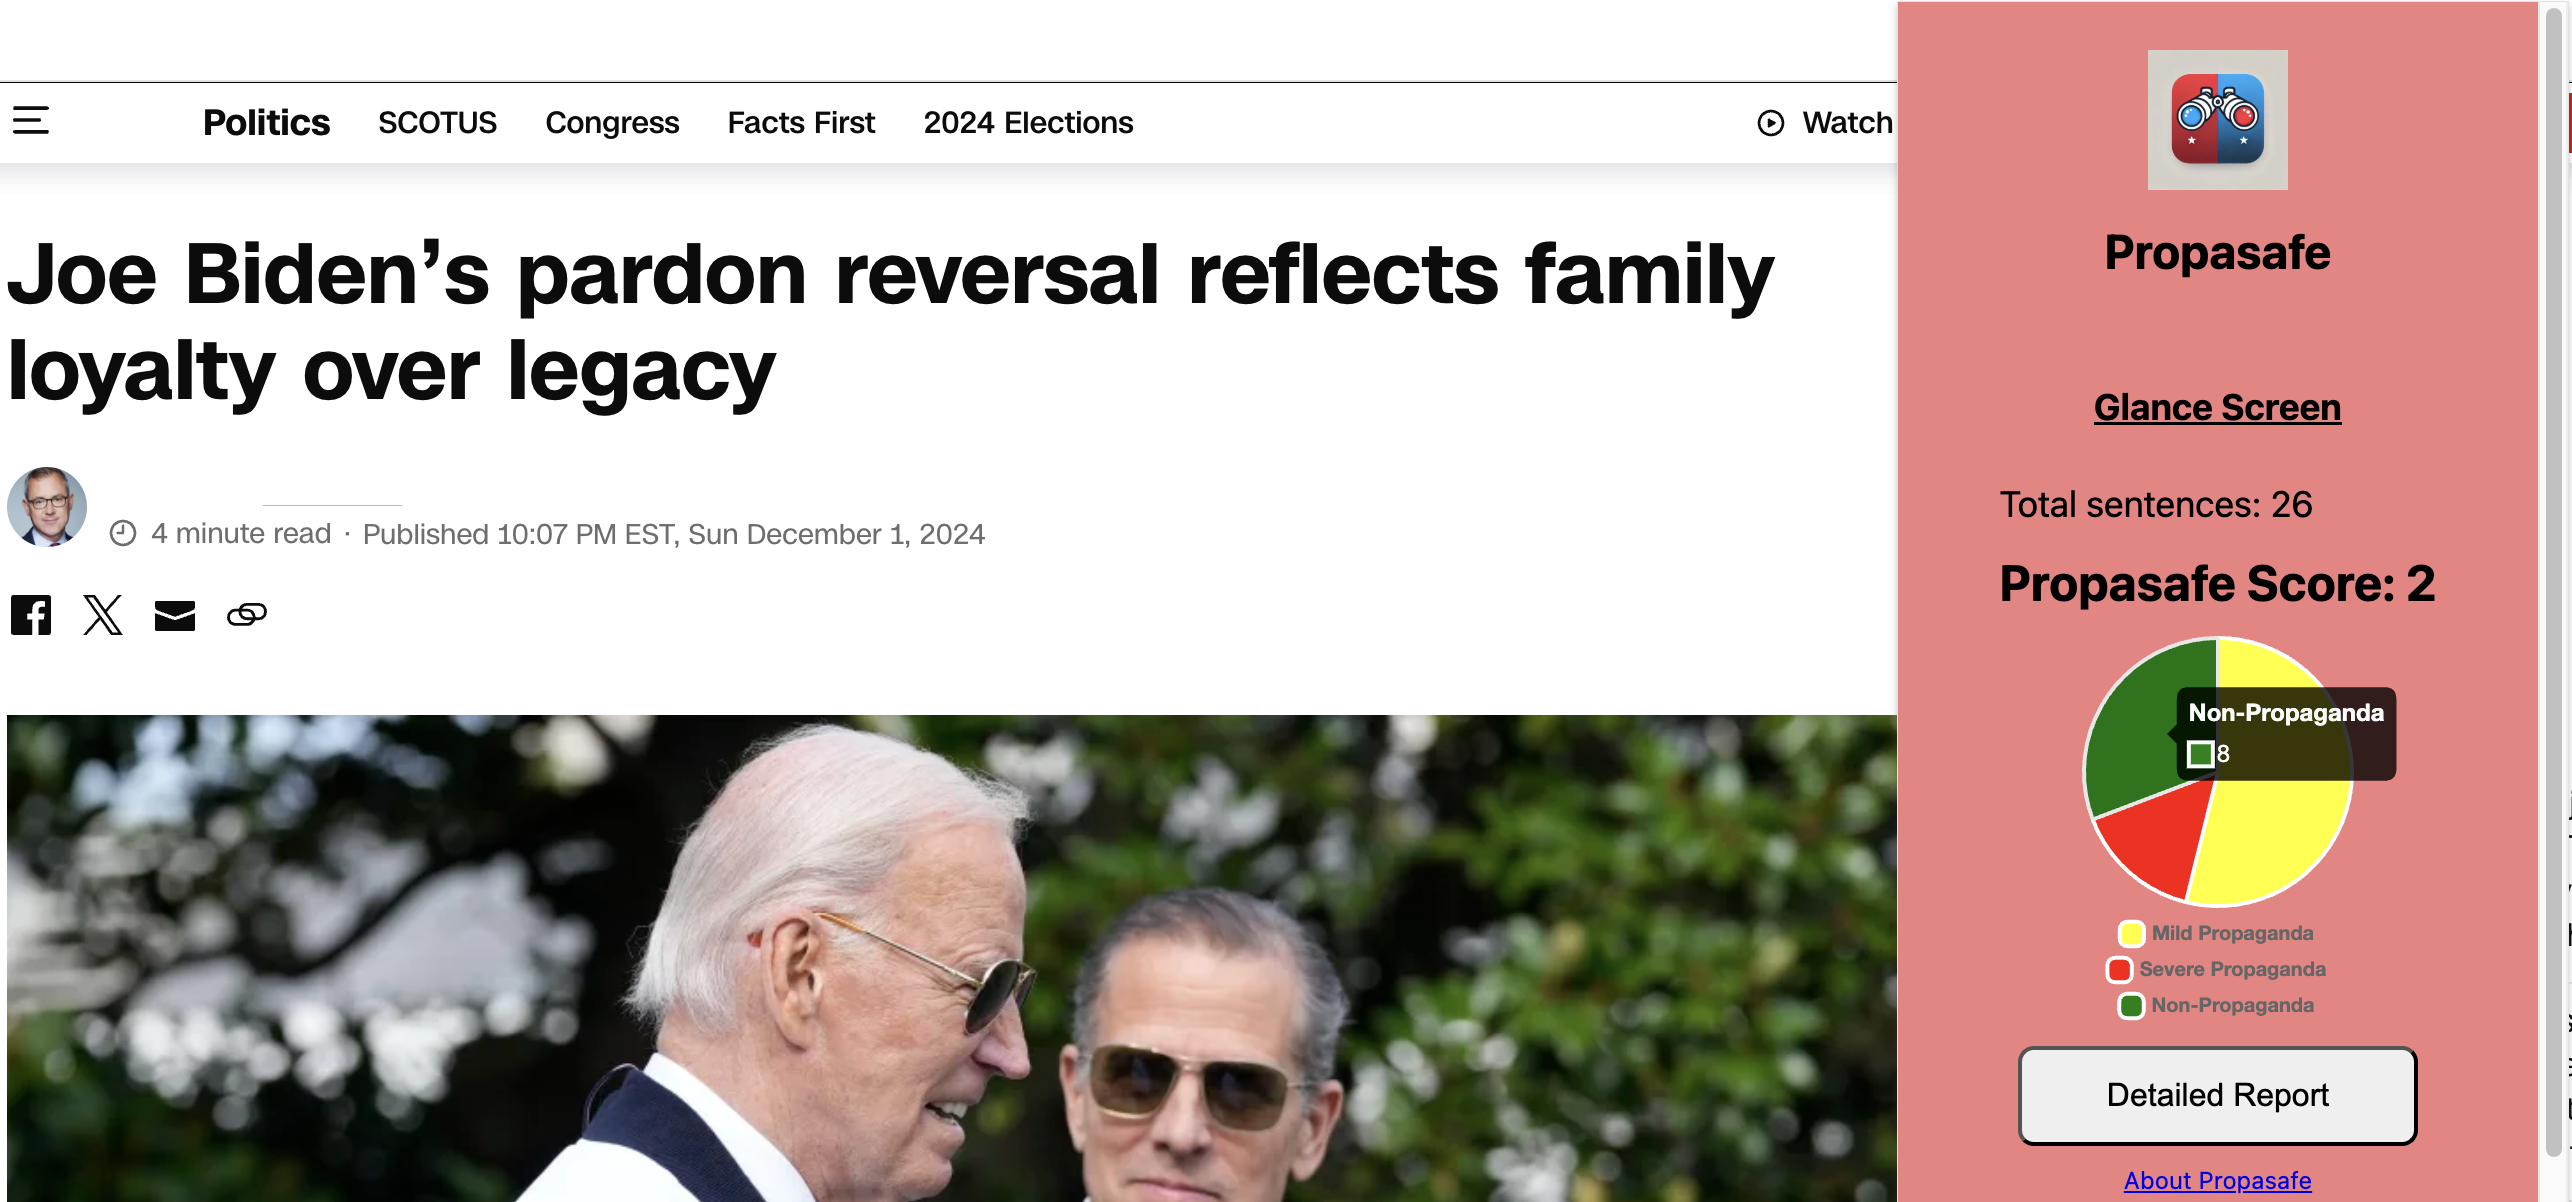 Politics SCOTUS Congress Facts First 2024 Elections Watch
Joe Biden’s pardon reversal reflects family
loyalty over legacy
4 minute read · Published 10:07 PM EST, Sun December 1, 2024
Propasafe
Glance Screen
Total sentences: 26
Propasafe Score: 2
Non-Propaganda
8
Mild Propaganda
Severe Propaganda
Non-Propaganda
Detailed Report
About Propasafe